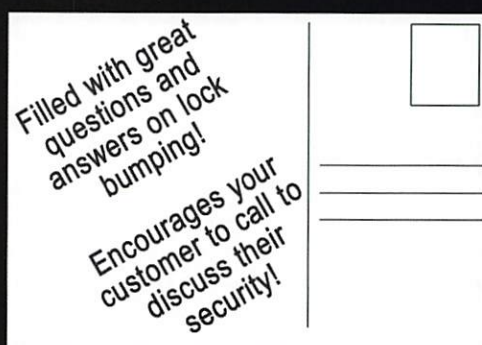 Filled with great
questions and
answers on lock
bumping!
Encourages your
customer to call to
discuss their
security!